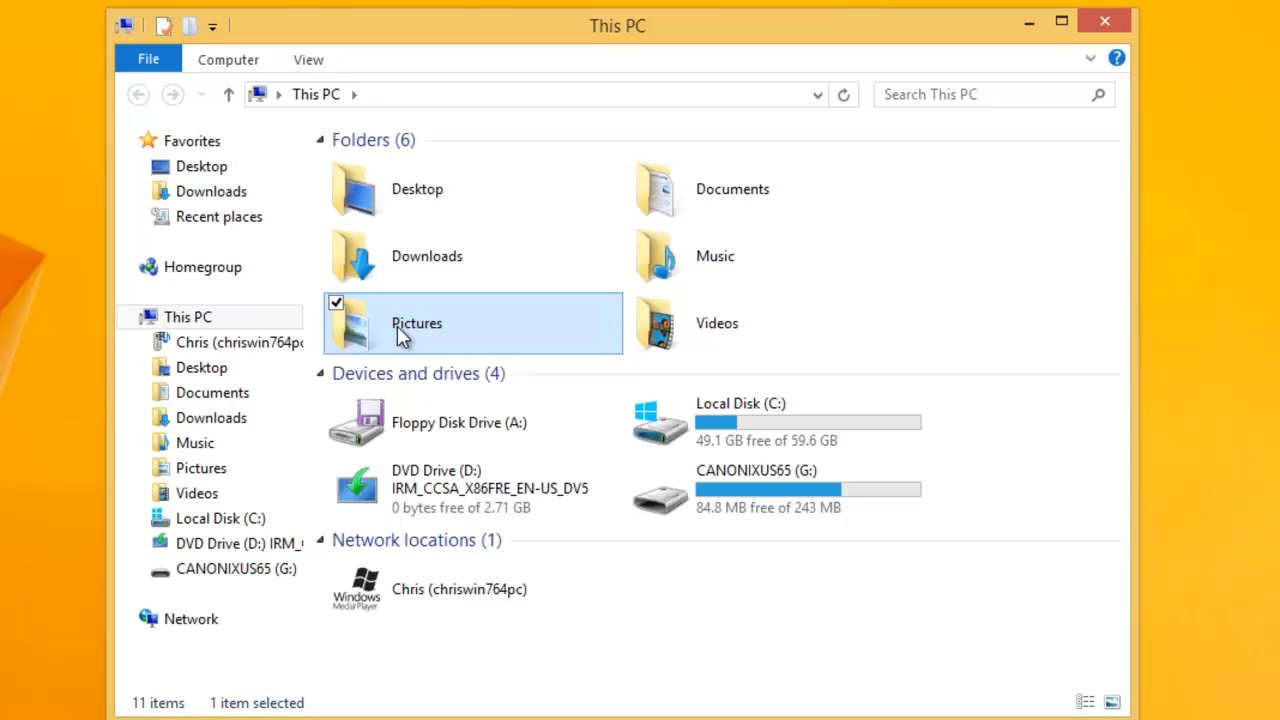 This PC
File Computer View
This PC
Search This PC
Favorites
Desktop
Downloads
Recent places
Homegroup
This PC
Chris (chriswin764pc
Desktop
Documents
Downloads
Music
Pictures
Videos
Local Disk (C:)
DVD Drive (D:) IRM_
CANONIXUS65 (G:)
Network
Folders (6)
Desktop
Documents
Downloads
Music
Pictures
Videos
Devices and drives (4)
Floppy Disk Drive (A:)
Local Disk (C:)
49.1 GB free of 59.6 GB
DVD Drive (D:)
IRM_CCSA_X86FRE_EN-US_DV5
0 bytes free of 2.71 GB
CANONIXUS65 (G:)
84.8 MB free of 243 MB
Network locations (1)
Windows
MediaPlayer
Chris (chriswin764pc)
11 items 1 item selected